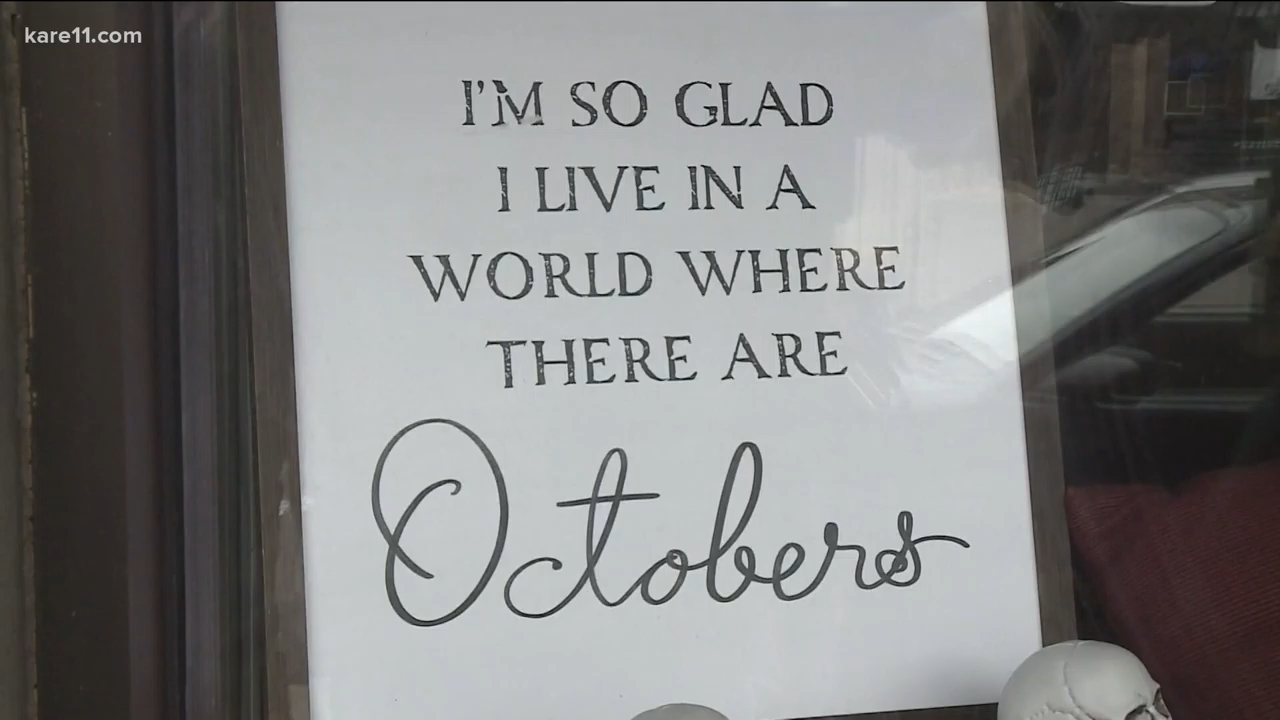 kare11.com
I'M SO GLAD
I LIVE IN A
WORLD WHERE
THERE ARE
Octobers